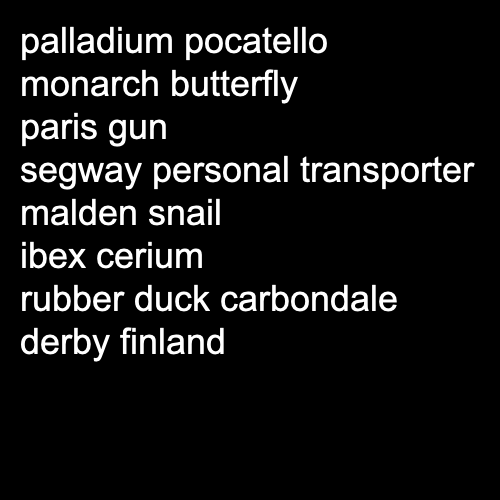 palladium pocatello
monarch butterfly
paris gun
segway personal transporter
malden snail
ibex cerium
rubber duck carbondale
derby finland